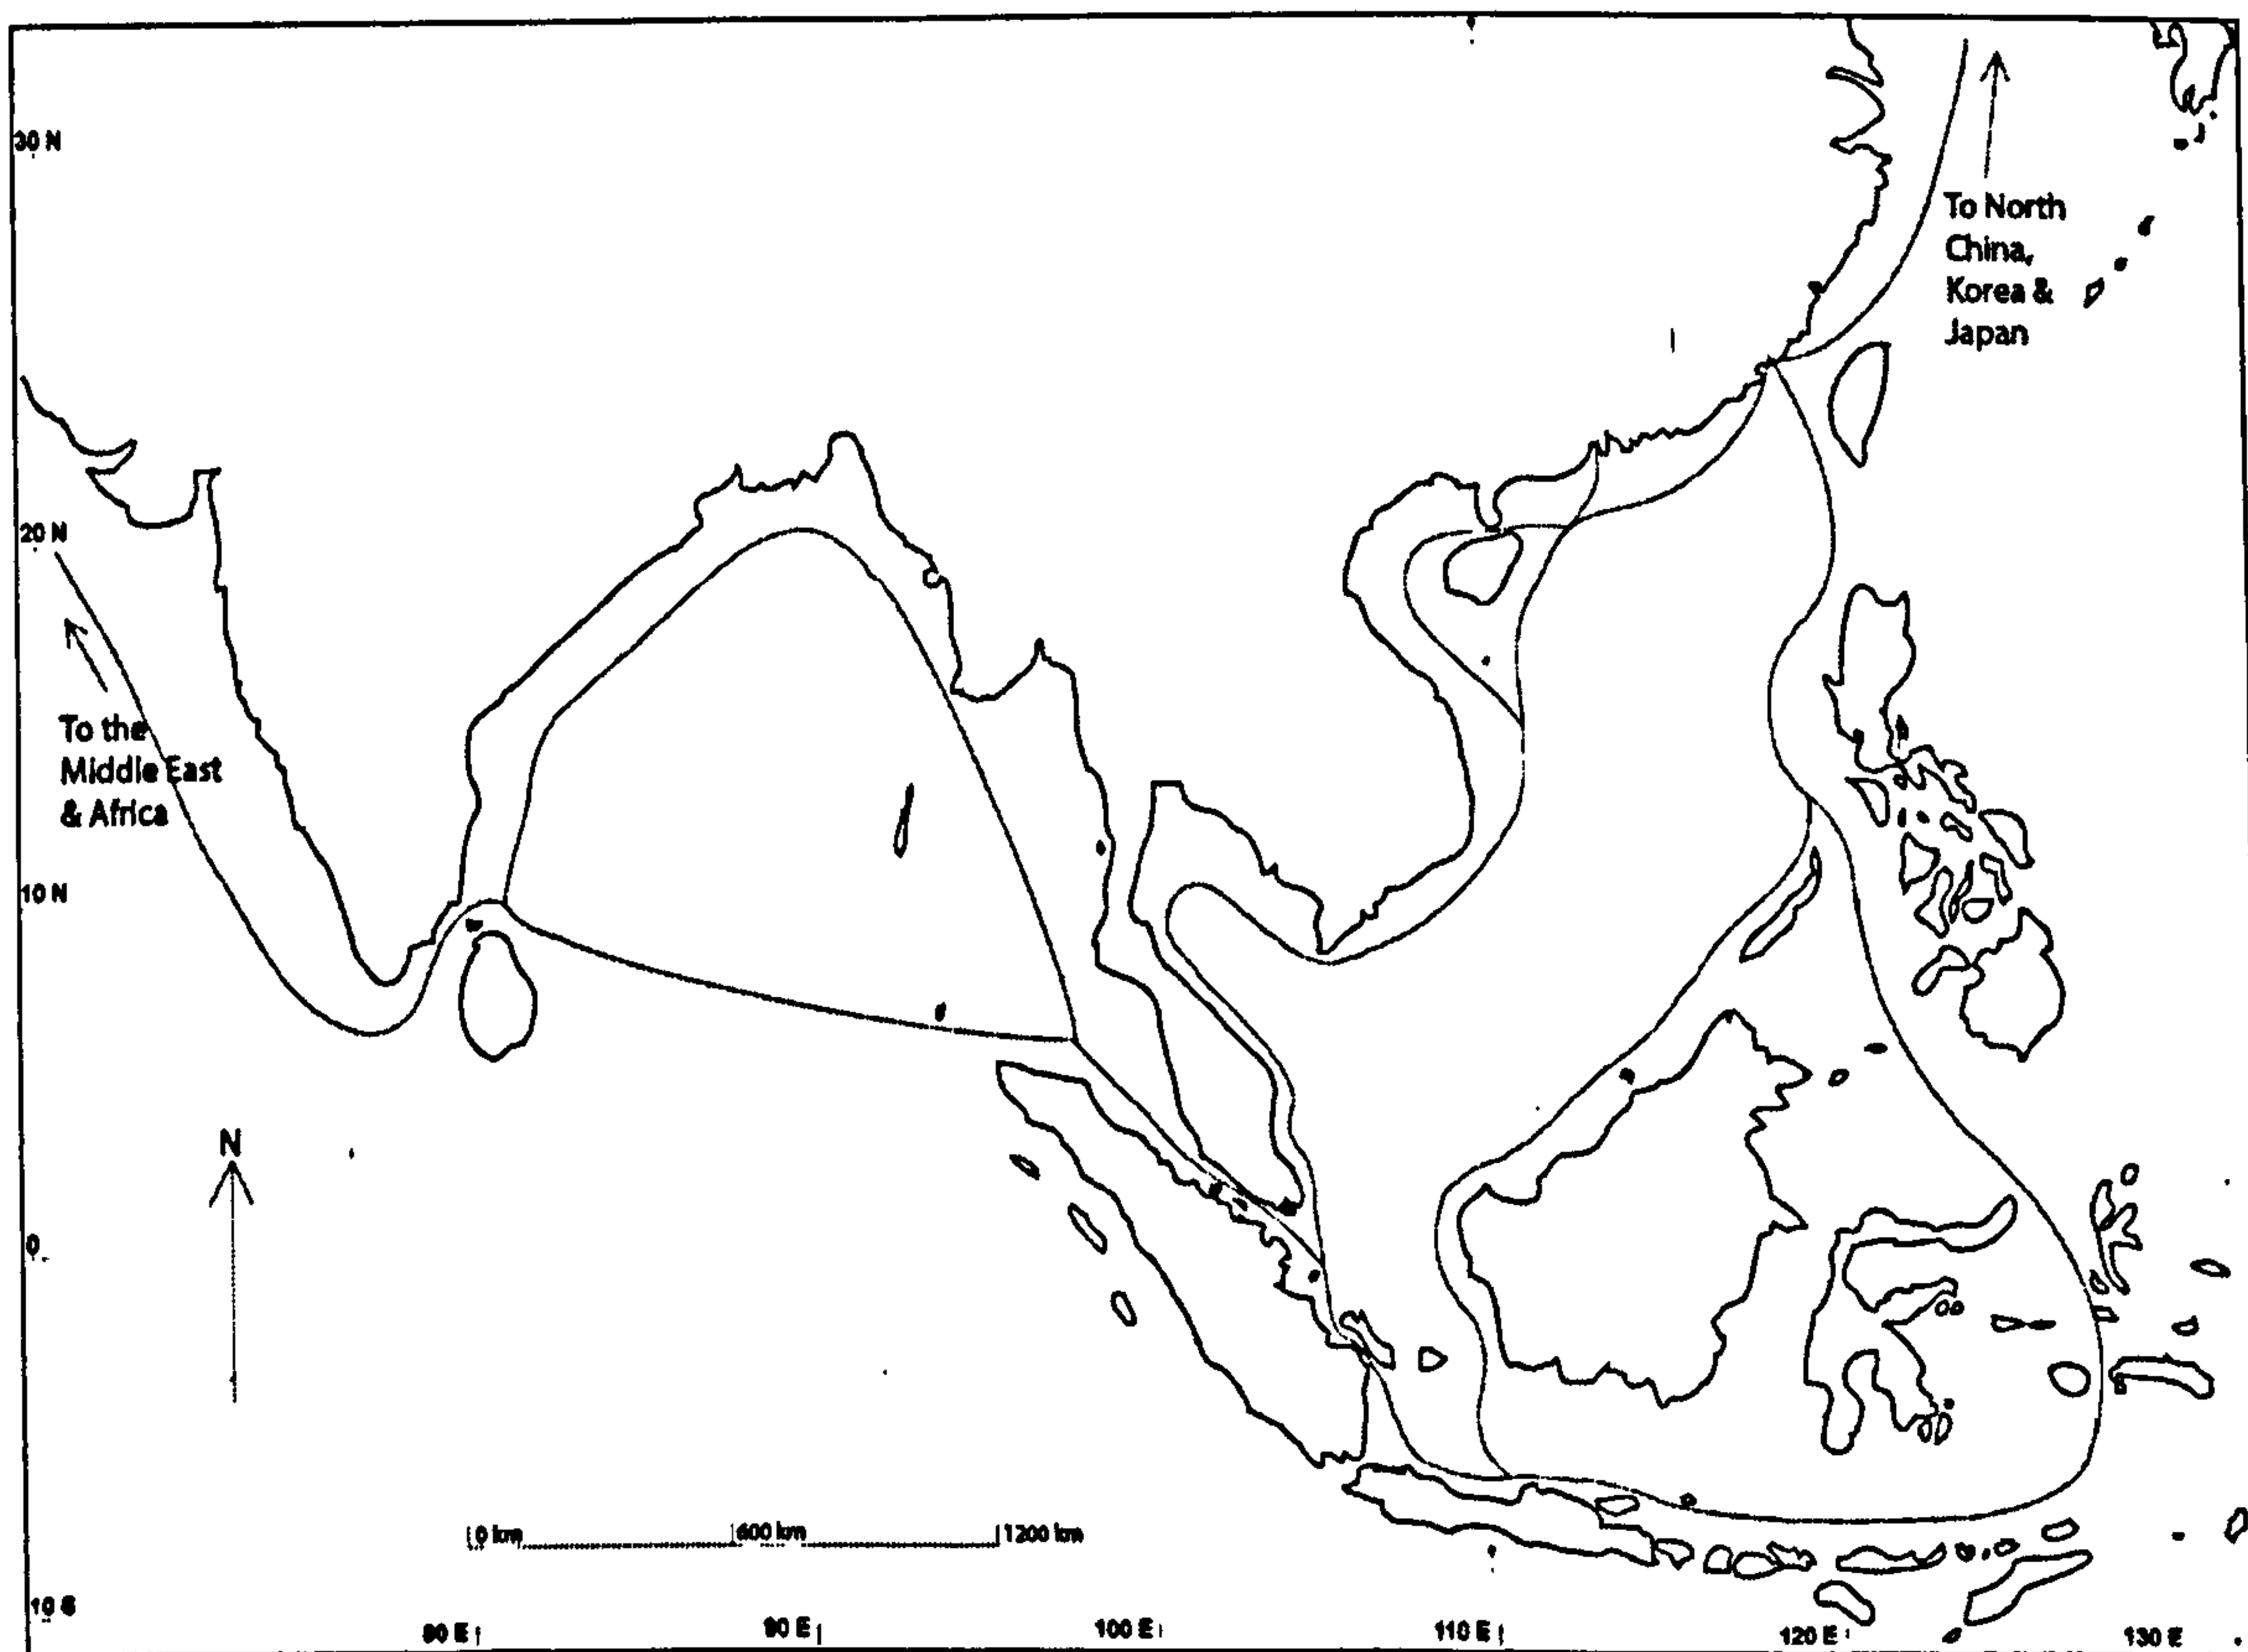 30 N
To North
China,
Korea &
Japan
20 N
To the
Middle East
& Africa
10 N
N
0
0 km 600 km 1200 km
10 S
80 E 90 E 100 E 110 E 120 E 130 E